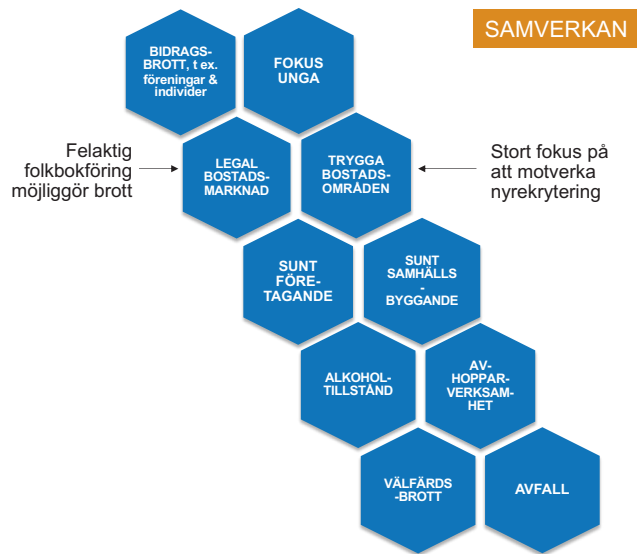 SAMVERKAN
BIDRAGS-
BROTT, t ex.
föreningar &
individer
FOKUS
UNGA
Felaktig
folkbokföring
möjliggör brott
LEGAL
BOSTADS-
MARKNAD
TRYGGA
BOSTADS-
OMRÅDEN
Stort fokus på
att motverka
nyrekrytering
SUNT
FÖRE-
TAGANDE
SUNT
SAMHÄLLS
-
BYGGANDE
ALKOHOL-
TILLSTÅND
AV-
HOPPAR-
VERKSAM-
HET
VÄLFÄRDS
-BROTT
AVFALL